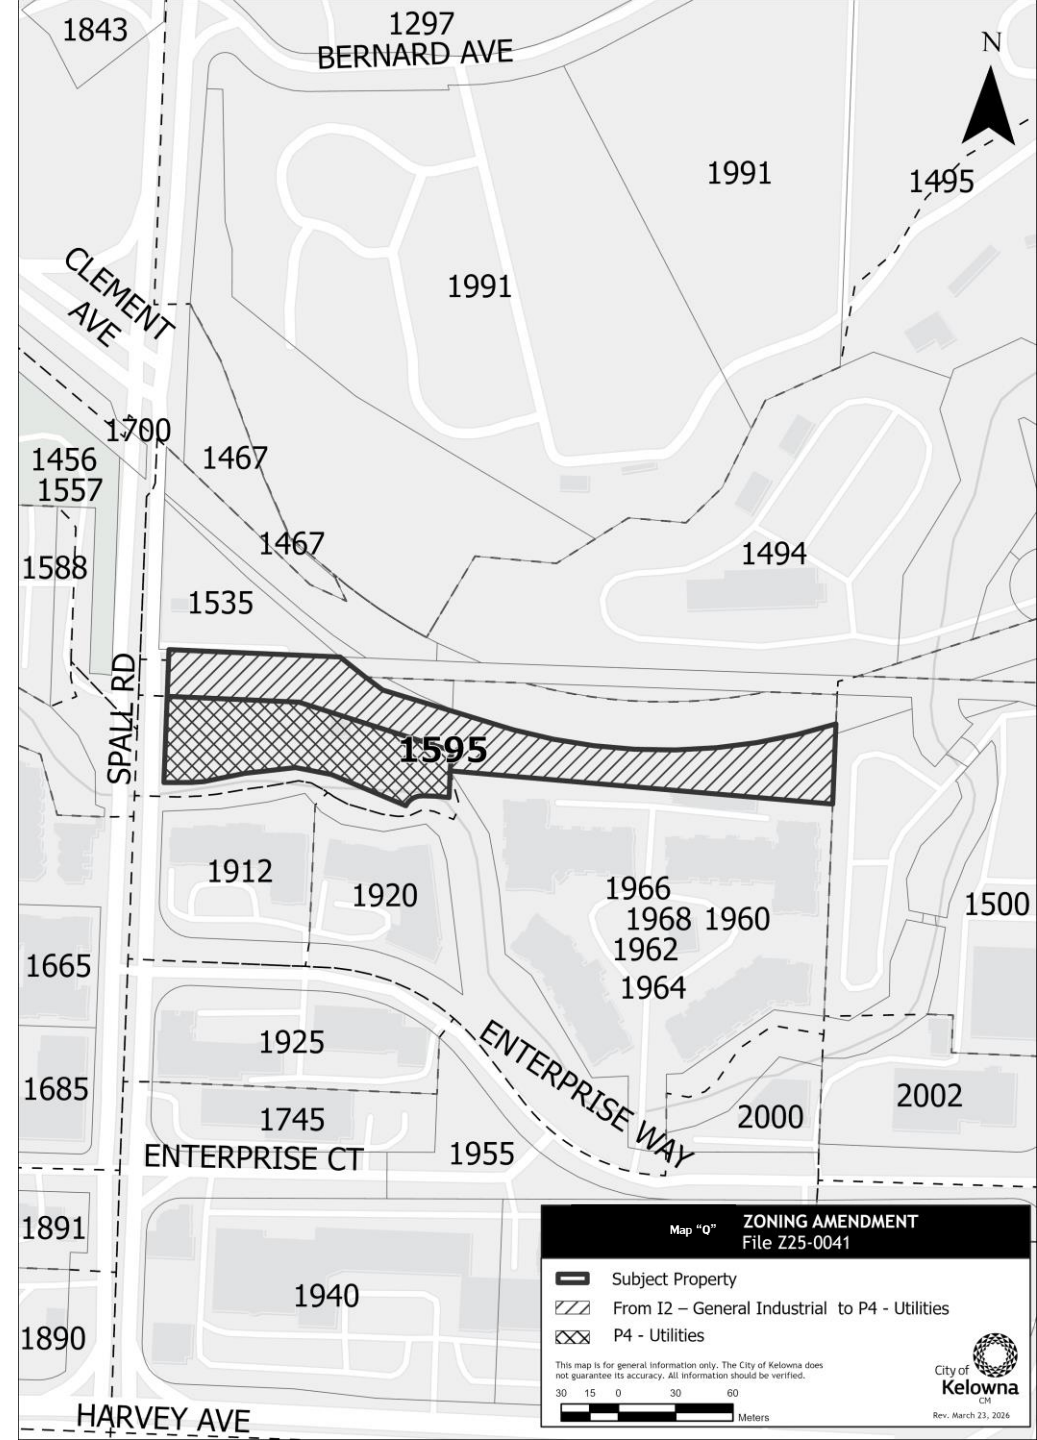 1843
1297
BERNARD AVE
N
1991
1495
1991
CLEMENT
AVE
1700
1456
1467
1557
1467
1588
1494
1535
SPALL RD
1595
1912
1920
1966
1968 1960
1962
1964
1500
1665
1925
ENTERPRISE WAY
1685
1745
2000
2002
ENTERPRISE CT
1955
1891
1940
1890
HARVEY AVE
Map "Q"
ZONING AMENDMENT
File Z25-0041
Subject Property
From I2 – General Industrial to P4 - Utilities
P4 - Utilities
This map is for general information only. The City of Kelowna does
not guarantee its accuracy. All information should be verified.
30 15 0 30 60
Meters
City of
Kelowna
CM
Rev. March 23, 2026